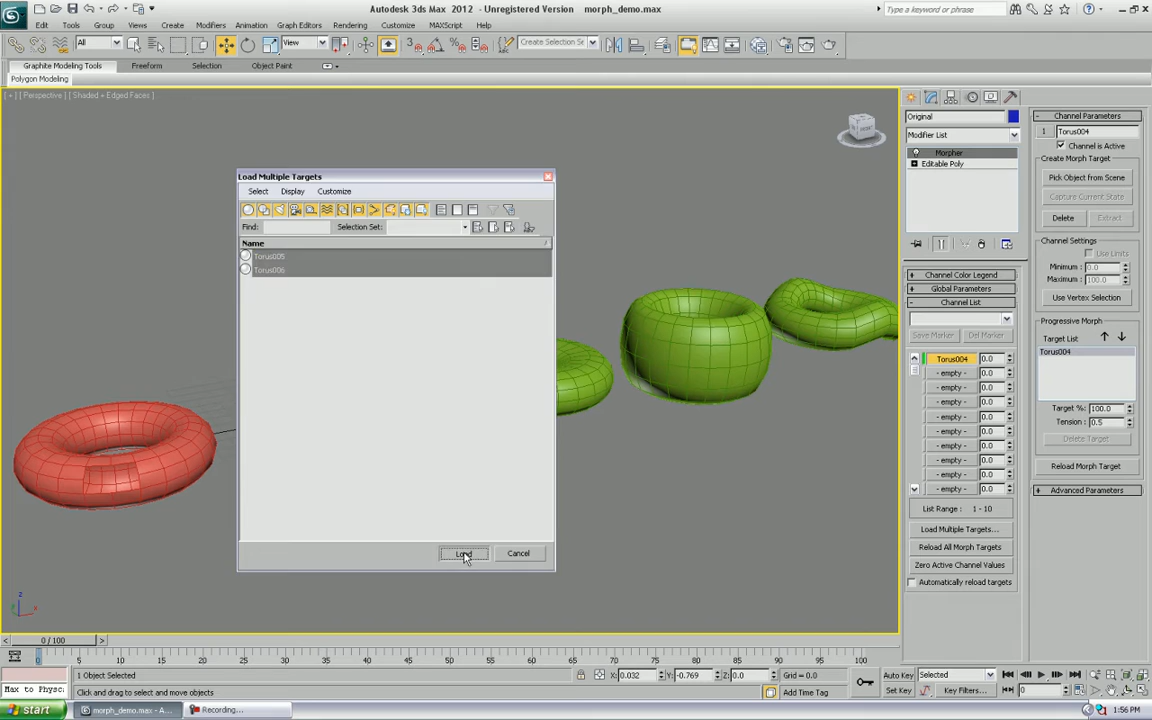 Autodesk 3ds Max 2012 - Unregistered Version morph_demo.max
Type a keyword or phrase
Edit Tools Group Views Create Modifiers Animation Graph Editors Rendering Customize MAXScript Help
All View Create Selection Se
Graphite Modeling Tools Freeform Selection Object Paint
Polygon Modeling
[ + ] [ Perspective ] [ Shaded + Edged Faces ]
FRONT
Load Multiple Targets
Select Display Customize
Find: Selection Set:
Name
Torus005
Torus006
Load Cancel
Original
Modifier List
Morpher
Editable Poly
+ Channel Color Legend
+ Global Parameters
- Channel List
Save Marker Del Marker
Torus004 0.0
- empty - 0.0
- empty - 0.0
- empty - 0.0
- empty - 0.0
- empty - 0.0
- empty - 0.0
- empty - 0.0
- empty - 0.0
- empty - 0.0
List Range: 1 - 10
Load Multiple Targets...
Reload All Morph Targets
Zero Active Channel Values
Automatically reload targets
- Channel Parameters
1 Torus004
Channel is Active
Create Morph Target
Pick Object from Scene
Capture Current State
Delete Extract
Channel Settings
Use Limits
Minimum: 0.0
Maximum: 100.0
Use Vertex Selection
Progressive Morph
Target List
Torus004
Target %: 100.0
Tension: 0.5
Delete Target
Reload Morph Target
+ Advanced Parameters
z x
< 0 / 100 >
0 5 10 15 20 25 30 35 40 45 50 55 60 65 70 75 80 85 90 95 100
1 Object Selected X: 0.032 Y: -0.769 Z: 0.0 Grid = 0.0 Auto Key Selected
Max to Physc Click and drag to select and move objects Add Time Tag Set Key Key Filters... 0
start morph_demo.max - A... Recording... 1:56 PM